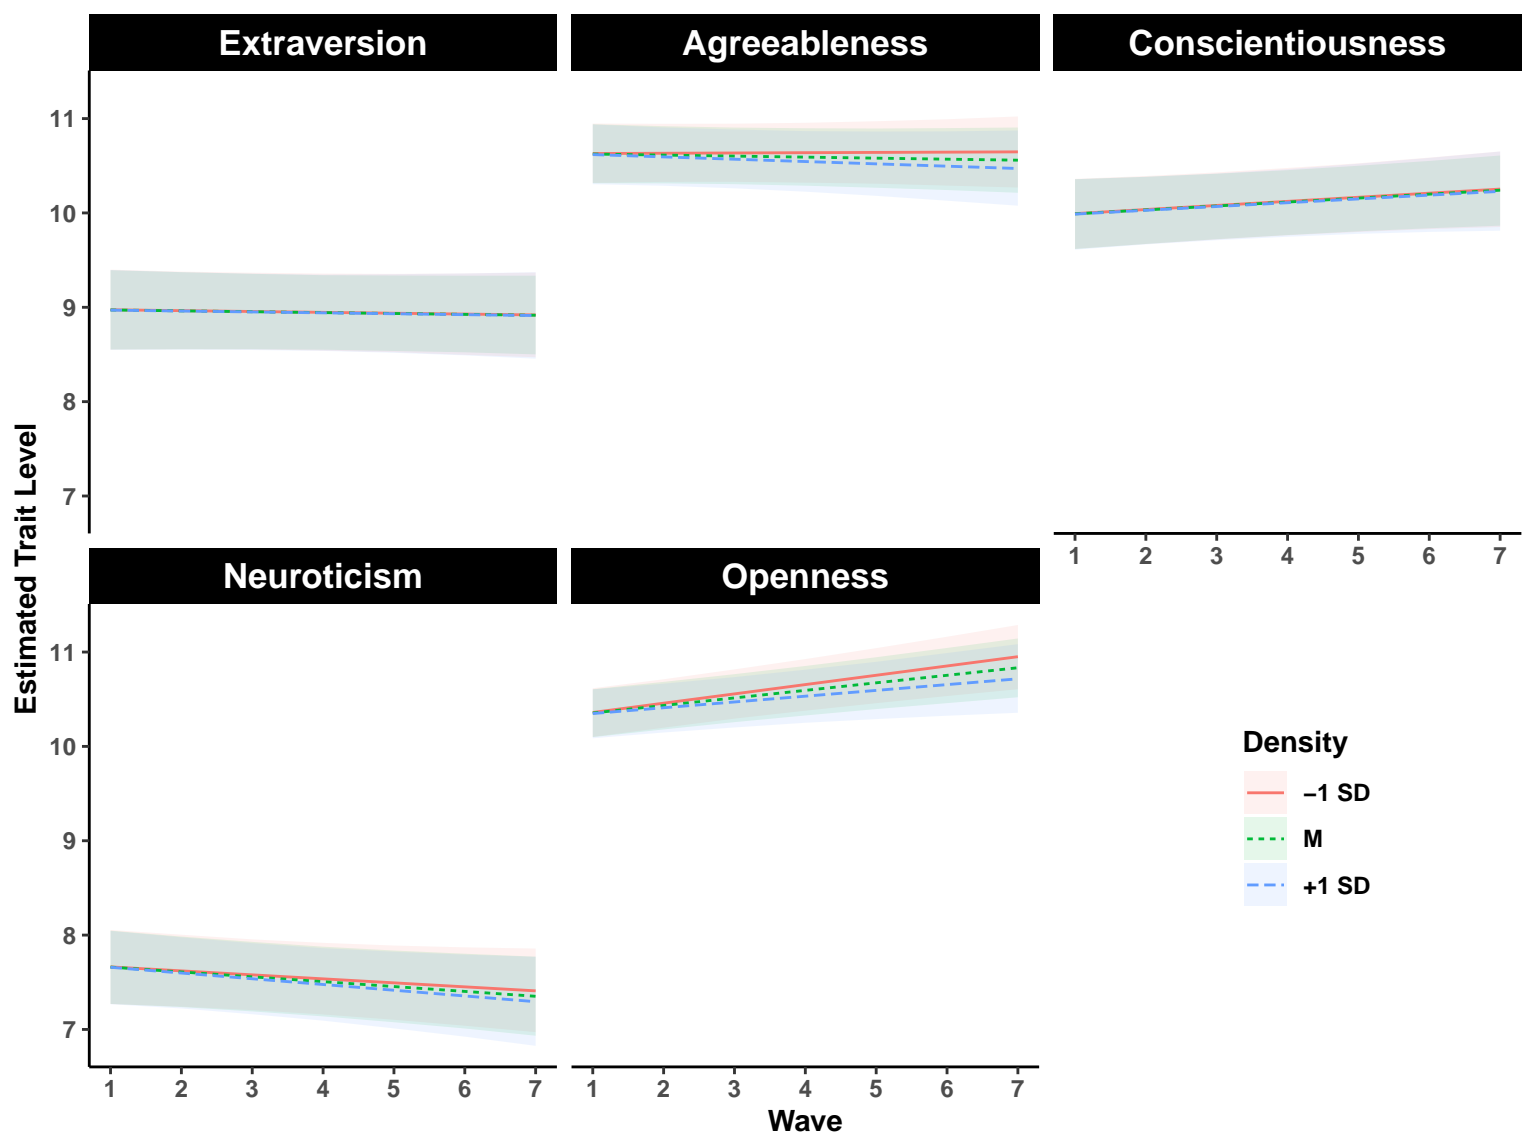 Extraversion
Agreeableness
Conscientiousness
11
10
9
8
7
1 2 3 4 5 6 7
Estimated Trait Level
Neuroticism
Openness
11
10
9
8
7
1 2 3 4 5 6 7
1 2 3 4 5 6 7
Wave
Density
−1 SD
M
+1 SD